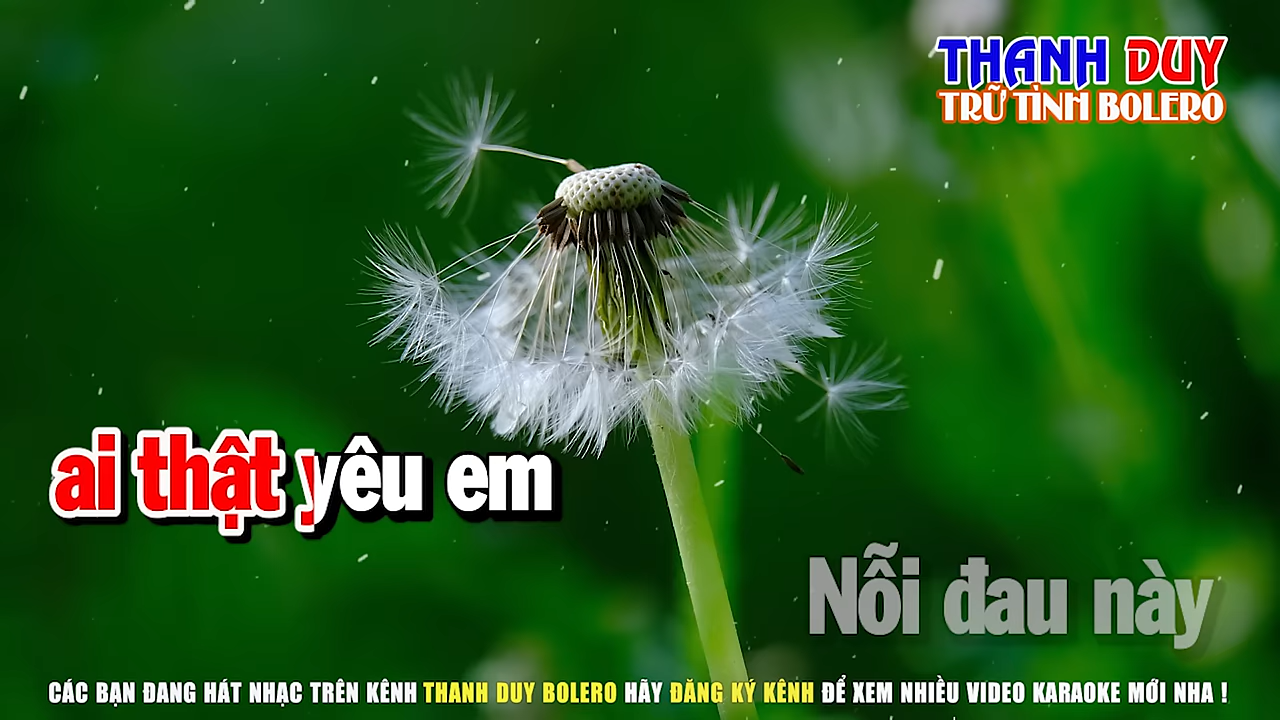 THANH DUY
TRỮ TÌNH BOLERO
ai thật yêu em
Nỗi đau này
CÁC BẠN ĐANG HÁT NHẠC TRÊN KÊNH THANH DUY BOLERO HÃY ĐĂNG KÝ KÊNH ĐỂ XEM NHIỀU VIDEO KARAOKE MỚI NHA !